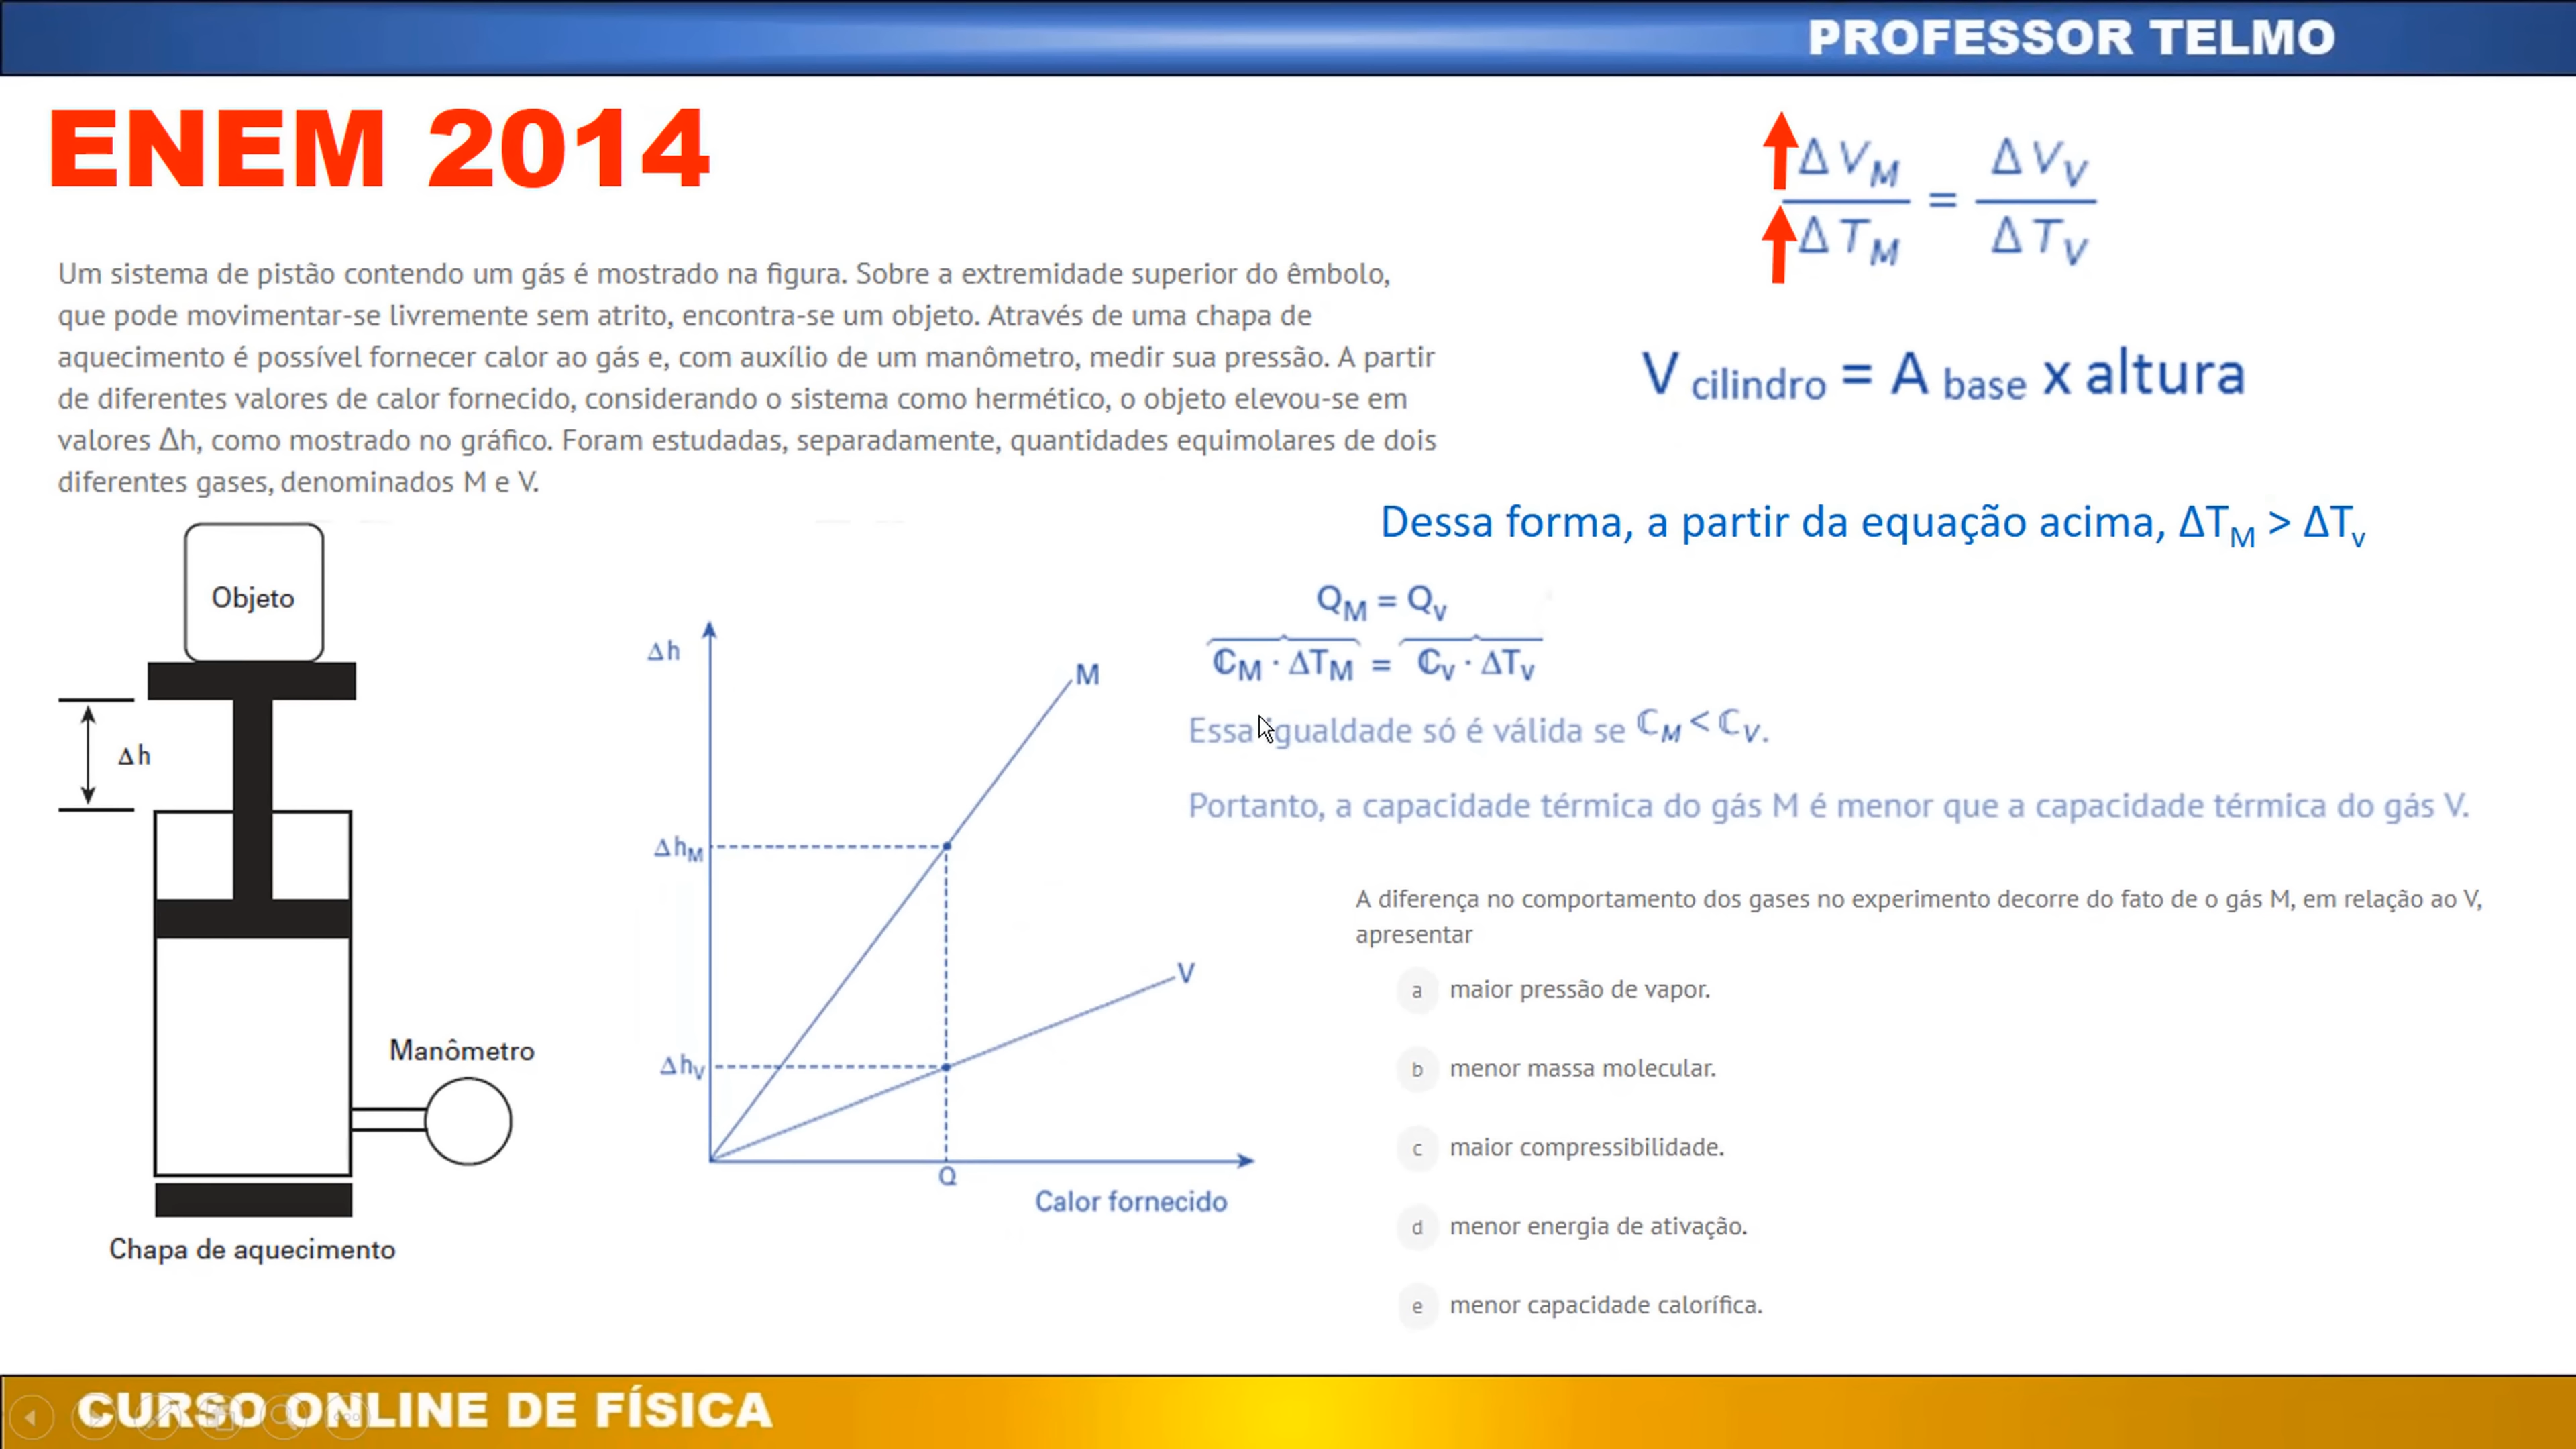 PROFESSOR TELMO
ENEM 2014
Δ V_M / Δ T_M = Δ V_V / Δ T_V
Um sistema de pistão contendo um gás é mostrado na figura. Sobre a extremidade superior do êmbolo,
que pode movimentar-se livremente sem atrito, encontra-se um objeto. Através de uma chapa de
aquecimento é possível fornecer calor ao gás e, com auxílio de um manômetro, medir sua pressão. A partir
de diferentes valores de calor fornecido, considerando o sistema como hermético, o objeto elevou-se em
valores Δh, como mostrado no gráfico. Foram estudadas, separadamente, quantidades equimolares de dois
diferentes gases, denominados M e V.
V cilindro = A base x altura
Dessa forma, a partir da equação acima, ΔT_M > ΔT_v
Objeto
Δh
Manômetro
Chapa de aquecimento
Δh
M
Δh_M
V
Δh_V
Q
Calor fornecido
Q_M = Q_v
ℂ_M · ΔT_M = ℂ_v · ΔT_v
Essa igualdade só é válida se ℂ_M < ℂ_V.
Portanto, a capacidade térmica do gás M é menor que a capacidade térmica do gás V.
A diferença no comportamento dos gases no experimento decorre do fato de o gás M, em relação ao V,
apresentar
a maior pressão de vapor.
b menor massa molecular.
c maior compressibilidade.
d menor energia de ativação.
e menor capacidade calorífica.
CURSO ONLINE DE FÍSICA